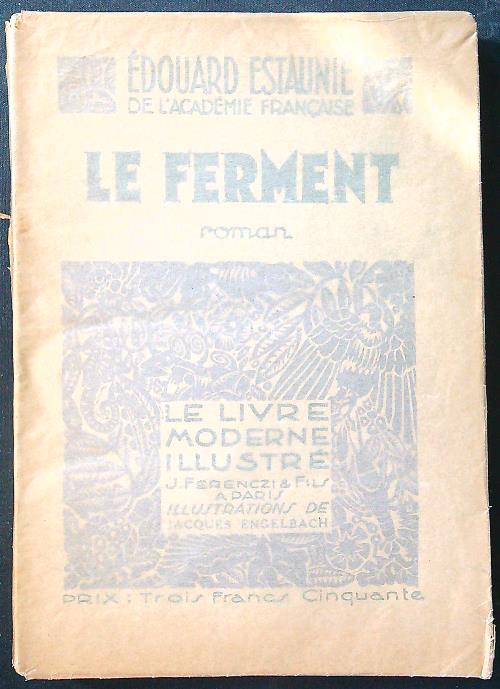 ÉDOUARD ESTAUNIÉ
DE L'ACADÉMIE FRANÇAISE
LE FERMENT
roman
LE LIVRE
MODERNE
ILLUSTRÉ
J. FERENCZI & FILS
A PARIS
ILLUSTRATIONS DE
JACQUES ENGELBACH
PRIX : Trois Francs Cinquante